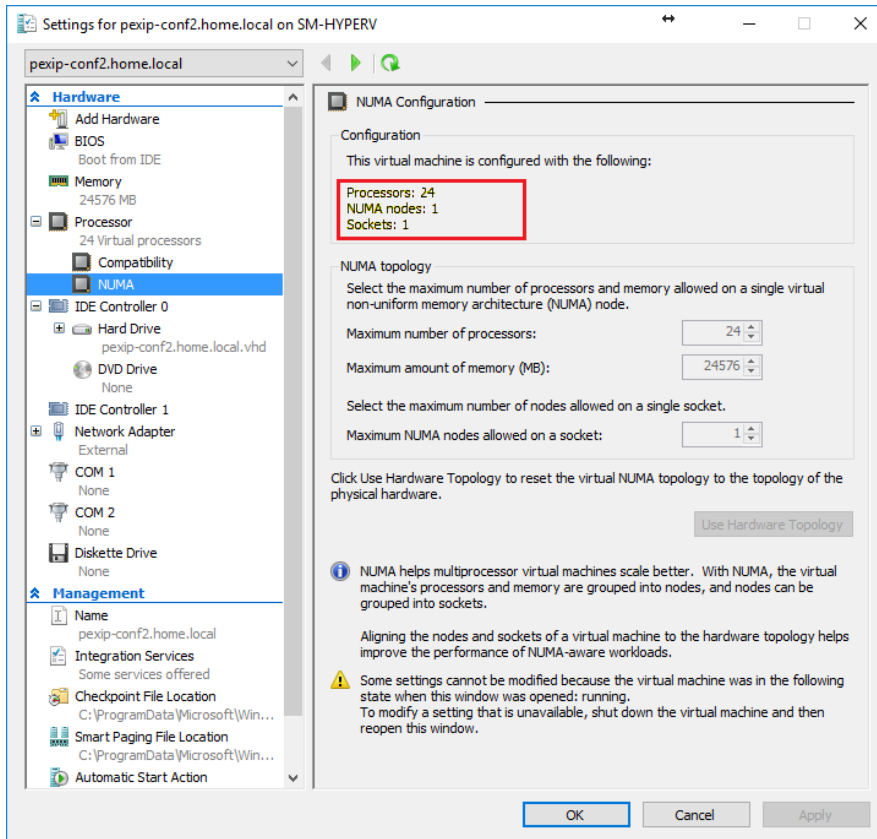 Settings for pexip-conf2.home.local on SM-HYPERV
pexip-conf2.home.local
Hardware
Add Hardware
BIOS
Boot from IDE
Memory
24576 MB
Processor
24 Virtual processors
Compatibility
NUMA
IDE Controller 0
Hard Drive
pexip-conf2.home.local.vhd
DVD Drive
None
IDE Controller 1
Network Adapter
External
COM 1
None
COM 2
None
Diskette Drive
None
Management
Name
pexip-conf2.home.local
Integration Services
Some services offered
Checkpoint File Location
C:\ProgramData\Microsoft\Win...
Smart Paging File Location
C:\ProgramData\Microsoft\Win...
Automatic Start Action
NUMA Configuration
Configuration
This virtual machine is configured with the following:
Processors: 24
NUMA nodes: 1
Sockets: 1
NUMA topology
Select the maximum number of processors and memory allowed on a single virtual
non-uniform memory architecture (NUMA) node.
Maximum number of processors: 24
Maximum amount of memory (MB): 24576
Select the maximum number of nodes allowed on a single socket.
Maximum NUMA nodes allowed on a socket: 1
Click Use Hardware Topology to reset the virtual NUMA topology to the topology of the
physical hardware.
Use Hardware Topology
NUMA helps multiprocessor virtual machines scale better. With NUMA, the virtual
machine's processors and memory are grouped into nodes, and nodes can be
grouped into sockets.
Aligning the nodes and sockets of a virtual machine to the hardware topology helps
improve the performance of NUMA-aware workloads.
Some settings cannot be modified because the virtual machine was in the following
state when this window was opened: running.
To modify a setting that is unavailable, shut down the virtual machine and then
reopen this window.
OK Cancel Apply